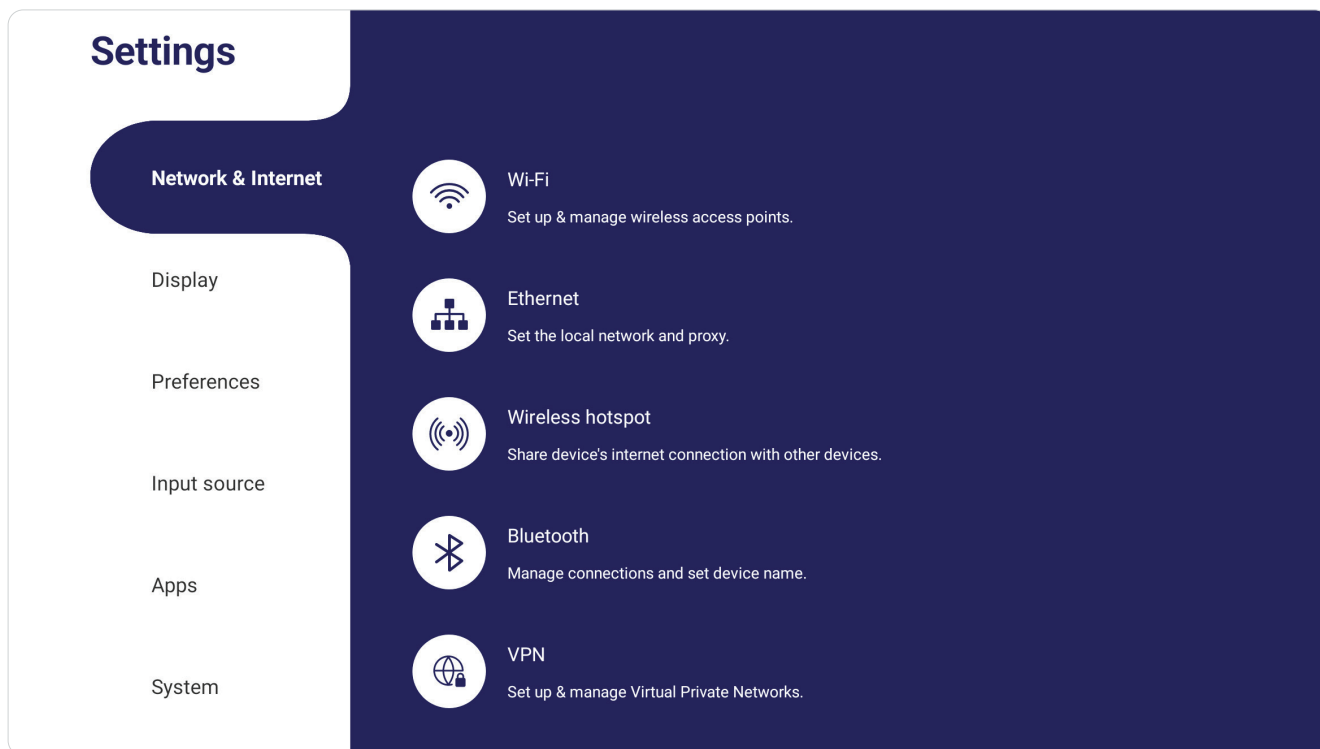 Settings
Network & Internet
Display
Preferences
Input source
Apps
System
Wi-Fi
Set up & manage wireless access points.
Ethernet
Set the local network and proxy.
Wireless hotspot
Share device's internet connection with other devices.
Bluetooth
Manage connections and set device name.
VPN
Set up & manage Virtual Private Networks.